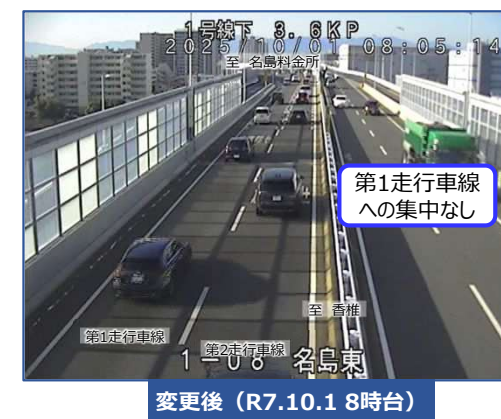 1号線下 3.6KP
2025/10/01 08:05:14
至 名島料金所
第1走行車線
への集中なし
至 香椎
第1走行車線
第2走行車線
1-08 名島東
変更後（R7.10.1 8時台）